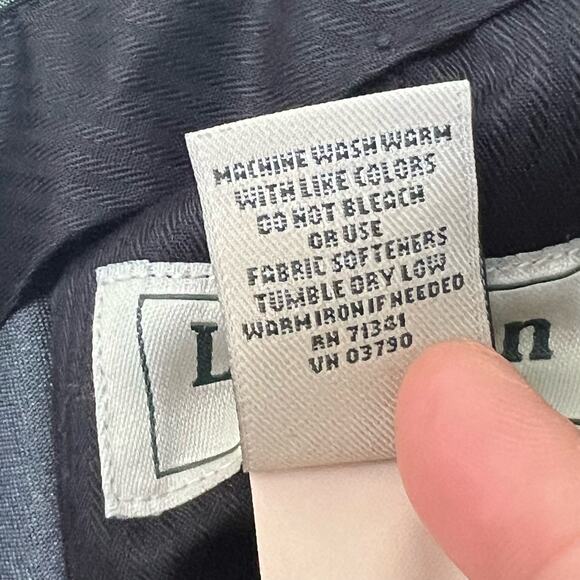 MACHINE WASH WARM
WITH LIKE COLORS
DO NOT BLEACH
OR USE
FABRIC SOFTENERS
TUMBLE DRY LOW
WARM IRON IF NEEDED
RN 71341
VN 03790
L
n